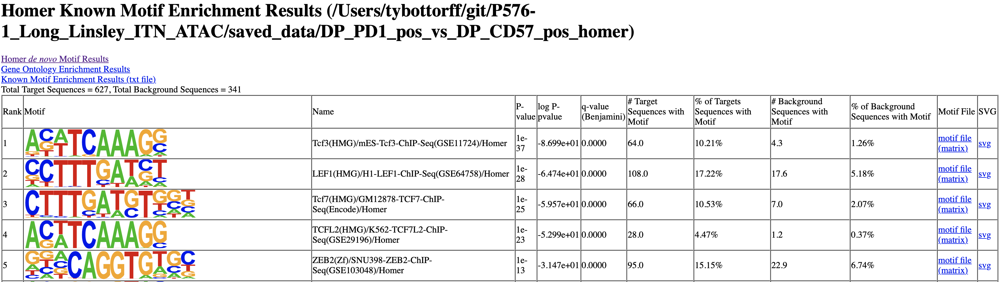 Homer Known Motif Enrichment Results (/Users/tybottorff/git/P576-
1_Long_Linsley_ITN_ATAC/saved_data/DP_PD1_pos_vs_DP_CD57_pos_homer)
Homer de novo Motif Results
Gene Ontology Enrichment Results
Known Motif Enrichment Results (txt file)
Total Target Sequences = 627, Total Background Sequences = 341
Rank Motif Name P-value log P-pvalue q-value (Benjamini) # Target Sequences with Motif % of Targets Sequences with Motif # Background Sequences with Motif % of Background Sequences with Motif Motif File SVG
1 ACATCAAAGG Tcf3(HMG)/mES-Tcf3-ChIP-Seq(GSE11724)/Homer 1e-37 -8.699e+01 0.0000 64.0 10.21% 4.3 1.26% motif file (matrix) svg
2 CCTTTGATCT LEF1(HMG)/H1-LEF1-ChIP-Seq(GSE64758)/Homer 1e-28 -6.474e+01 0.0000 108.0 17.22% 17.6 5.18% motif file (matrix) svg
3 CTTTGATGTGGT Tcf7(HMG)/GM12878-TCF7-ChIP-Seq(Encode)/Homer 1e-25 -5.957e+01 0.0000 66.0 10.53% 7.0 2.07% motif file (matrix) svg
4 ACTTCAAAGG TCFL2(HMG)/K562-TCF7L2-ChIP-Seq(GSE29196)/Homer 1e-23 -5.299e+01 0.0000 28.0 4.47% 1.2 0.37% motif file (matrix) svg
5 GGACAGGTGTGC ZEB2(Zf)/SNU398-ZEB2-ChIP-Seq(GSE103048)/Homer 1e-13 -3.147e+01 0.0000 95.0 15.15% 22.9 6.74% motif file (matrix) svg